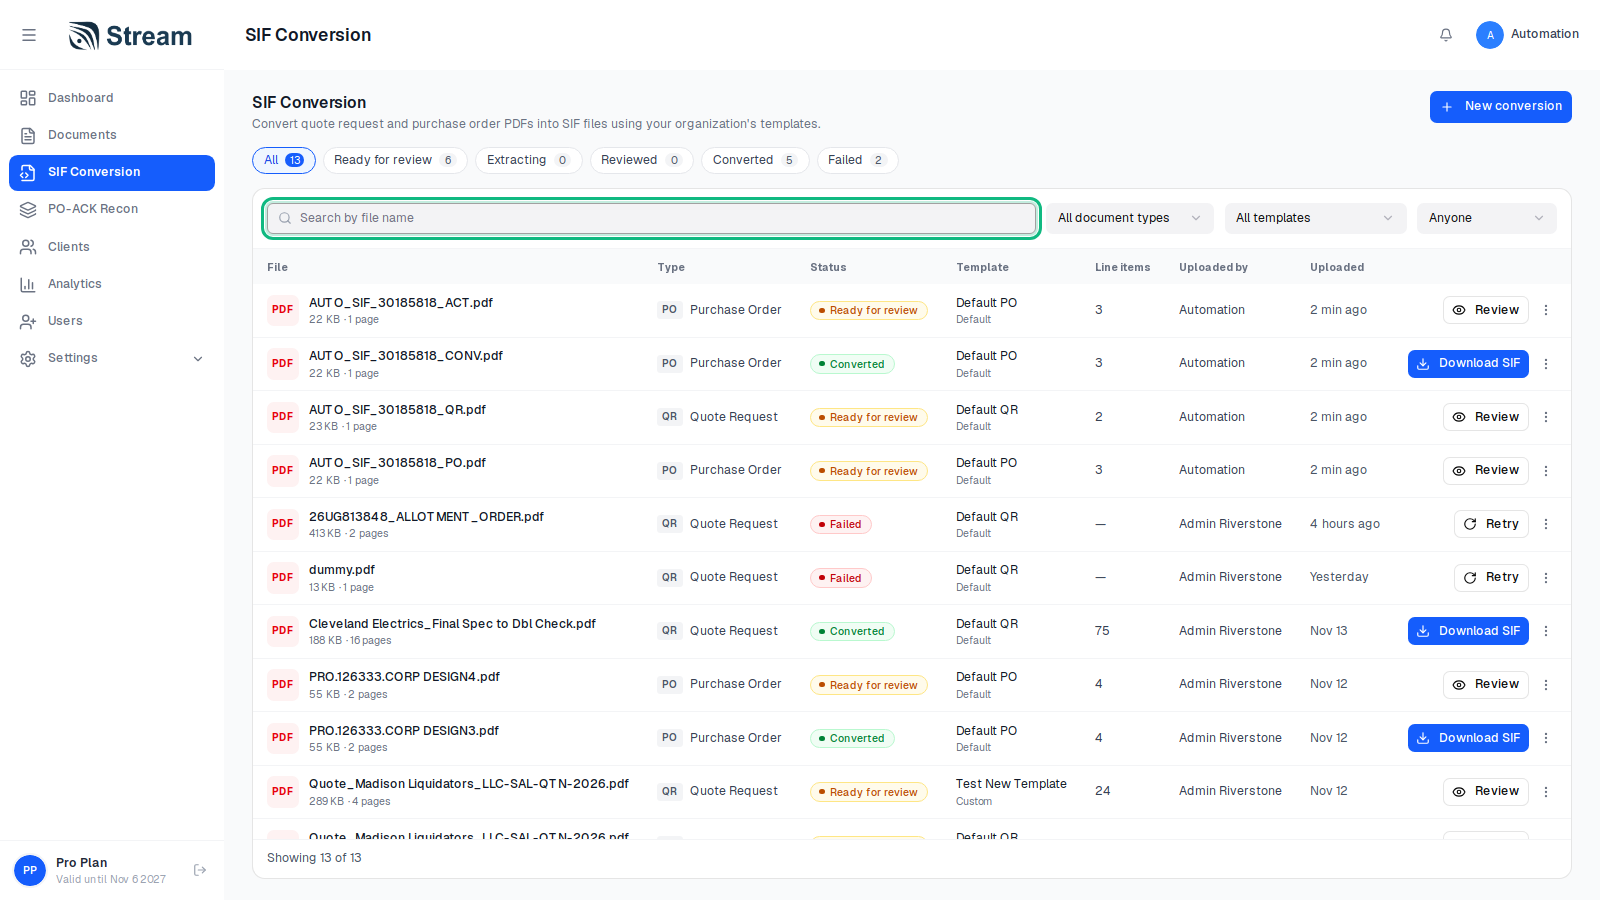 Stream
SIF Conversion
A
Automation
Dashboard
Documents
SIF Conversion
PO-ACK Recon
Clients
Analytics
Users
Settings
SIF Conversion
Convert quote request and purchase order PDFs into SIF files using your organization's templates.
New conversion
All 13
Ready for review 6
Extracting 0
Reviewed 0
Converted 5
Failed 2
Search by file name
All document types
All templates
Anyone
File Type Status Template Line items Uploaded by Uploaded
PDF AUTO_SIF_30185818_ACT.pdf PO Purchase Order Ready for review Default PO 3 Automation 2 min ago Review
22 KB · 1 page Default
PDF AUTO_SIF_30185818_CONV.pdf PO Purchase Order Converted Default PO 3 Automation 2 min ago Download SIF
22 KB · 1 page Default
PDF AUTO_SIF_30185818_QR.pdf QR Quote Request Ready for review Default QR 2 Automation 2 min ago Review
23 KB · 1 page Default
PDF AUTO_SIF_30185818_PO.pdf PO Purchase Order Ready for review Default PO 3 Automation 2 min ago Review
22 KB · 1 page Default
PDF 26UG813848_ALLOTMENT_ORDER.pdf QR Quote Request Failed Default QR — Admin Riverstone 4 hours ago Retry
413 KB · 2 pages Default
PDF dummy.pdf QR Quote Request Failed Default QR — Admin Riverstone Yesterday Retry
13 KB · 1 page Default
PDF Cleveland Electrics_Final Spec to Dbl Check.pdf QR Quote Request Converted Default QR 75 Admin Riverstone Nov 13 Download SIF
188 KB · 16 pages Default
PDF PRO.126333.CORP DESIGN4.pdf PO Purchase Order Ready for review Default PO 4 Admin Riverstone Nov 12 Review
55 KB · 2 pages Default
PDF PRO.126333.CORP DESIGN3.pdf PO Purchase Order Converted Default PO 4 Admin Riverstone Nov 12 Download SIF
55 KB · 2 pages Default
PDF Quote_Madison Liquidators_LLC-SAL-QTN-2026.pdf QR Quote Request Ready for review Test New Template 24 Admin Riverstone Nov 12 Review
289 KB · 4 pages Custom
Quote_Madison Liquidators_LLC-SAL-QTN-2026.pdf Default QR
Showing 13 of 13
PP
Pro Plan
Valid until Nov 6 2027